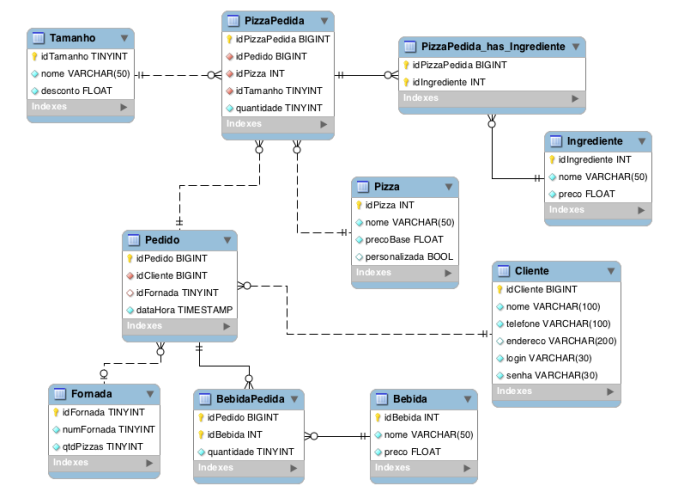 Tamanho
idTamanho TINYINT
nome VARCHAR(50)
desconto FLOAT
Indexes
PizzaPedida
idPizzaPedida BIGINT
idPedido BIGINT
idPizza INT
idTamanho TINYINT
quantidade TINYINT
Indexes
PizzaPedida_has_Ingrediente
idPizzaPedida BIGINT
idIngrediente INT
Indexes
Ingrediente
idIngrediente INT
nome VARCHAR(50)
preco FLOAT
Indexes
Pizza
idPizza INT
nome VARCHAR(50)
precoBase FLOAT
personalizada BOOL
Indexes
Pedido
idPedido BIGINT
idCliente BIGINT
idFornada TINYINT
dataHora TIMESTAMP
Indexes
Cliente
idCliente BIGINT
nome VARCHAR(100)
telefone VARCHAR(100)
endereco VARCHAR(200)
login VARCHAR(30)
senha VARCHAR(30)
Indexes
Fornada
idFornada TINYINT
numFornada TINYINT
qtdPizzas TINYINT
Indexes
BebidaPedida
idPedido BIGINT
idBebida INT
quantidade TINYINT
Indexes
Bebida
idBebida INT
nome VARCHAR(50)
preco FLOAT
Indexes